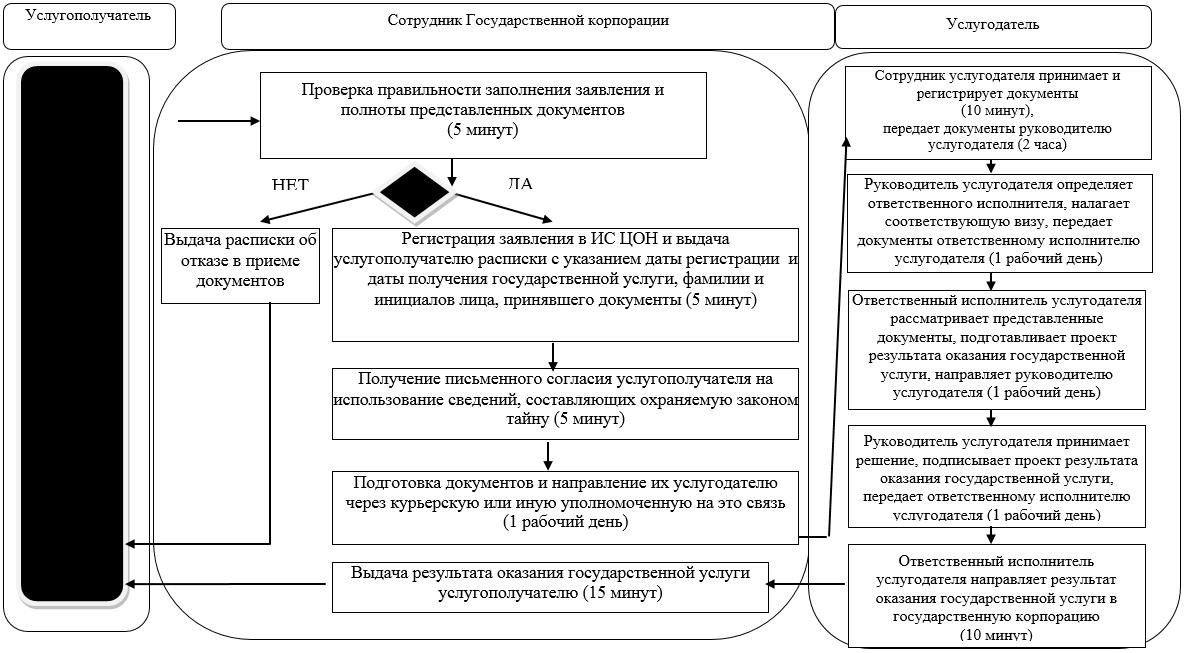 Услугополучатель
Сотрудник Государственной корпорации
Услугодатель
Проверка правильности заполнения заявления и
полноты представленных документов
(5 минут)
НЕТ
ДА
Выдача расписки об
отказе в приеме
документов
Регистрация заявления в ИС ЦОН и выдача
услугополучателю расписки с указанием даты регистрации и
даты получения государственной услуги, фамилии и
инициалов лица, принявшего документы (5 минут)
Получение письменного согласия услугополучателя на
использование сведений, составляющих охраняемую законом
тайну (5 минут)
Подготовка документов и направление их услугодателю
через курьерскую или иную уполномоченную на это связь
(1 рабочий день)
Выдача результата оказания государственной услуги
услугополучателю (15 минут)
Сотрудник услугодателя принимает и
регистрирует документы
(10 минут),
передает документы руководителю
услугодателя (2 часа)
Руководитель услугодателя определяет
ответственного исполнителя, налагает
соответствующую визу, передает
документы ответственному исполнителю
услугодателя (1 рабочий день)
Ответственный исполнитель услугодателя
рассматривает представленные
документы, подготавливает проект
результата оказания государственной
услуги, направляет руководителю
услугодателя (1 рабочий день)
Руководитель услугодателя принимает
решение, подписывает проект результата
оказания государственной услуги,
передает ответственному исполнителю
услугодателя (1 рабочий день)
Ответственный исполнитель
услугодателя направляет результат
оказания государственной услуги в
государственную корпорацию
(10 минут)